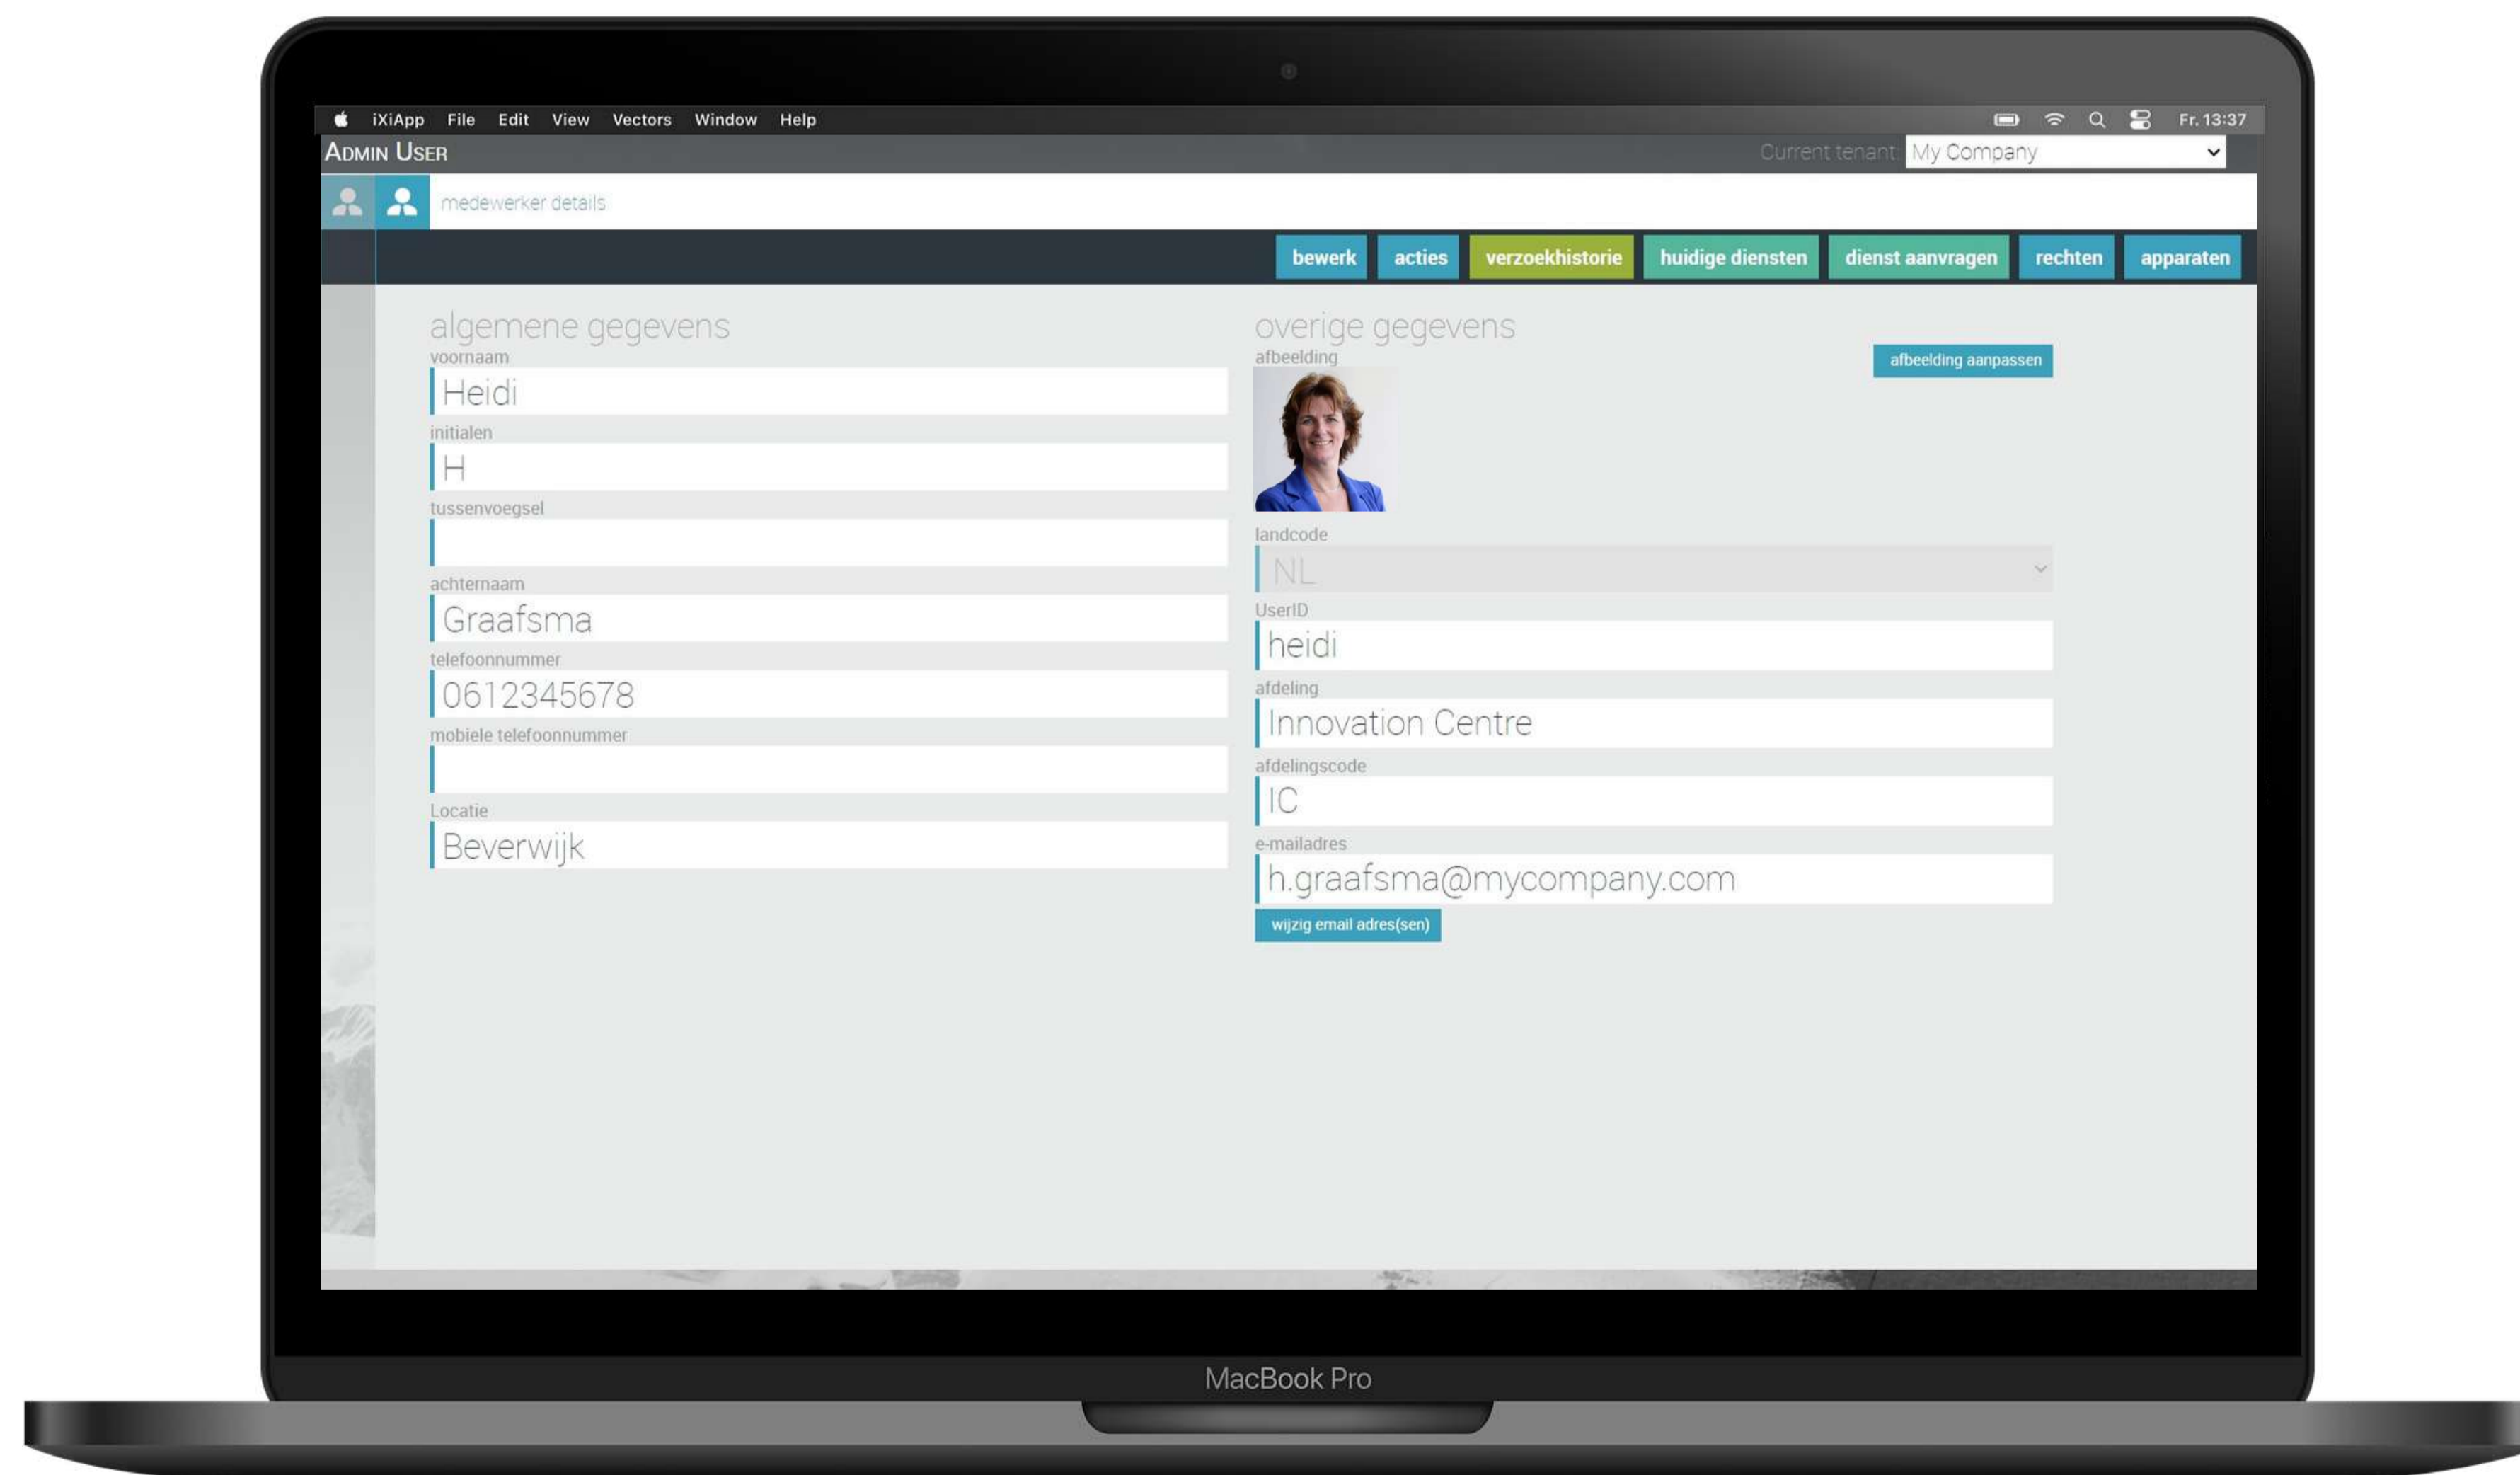 iXiApp File Edit View Vectors Window Help Fr. 13:37
ADMIN USER Current tenant: My Company
medewerker details
bewerk acties verzoekhistorie huidige diensten dienst aanvragen rechten apparaten
algemene gegevens
voornaam
Heidi
initialen
H
tussenvoegsel
achternaam
Graafsma
telefoonnummer
0612345678
mobiele telefoonnummer
Locatie
Beverwijk
overige gegevens
afbeelding
afbeelding aanpassen
landcode
NL
UserID
heidi
afdeling
Innovation Centre
afdelingscode
IC
e-mailadres
h.graafsma@mycompany.com
wijzig email adres(sen)
MacBook Pro